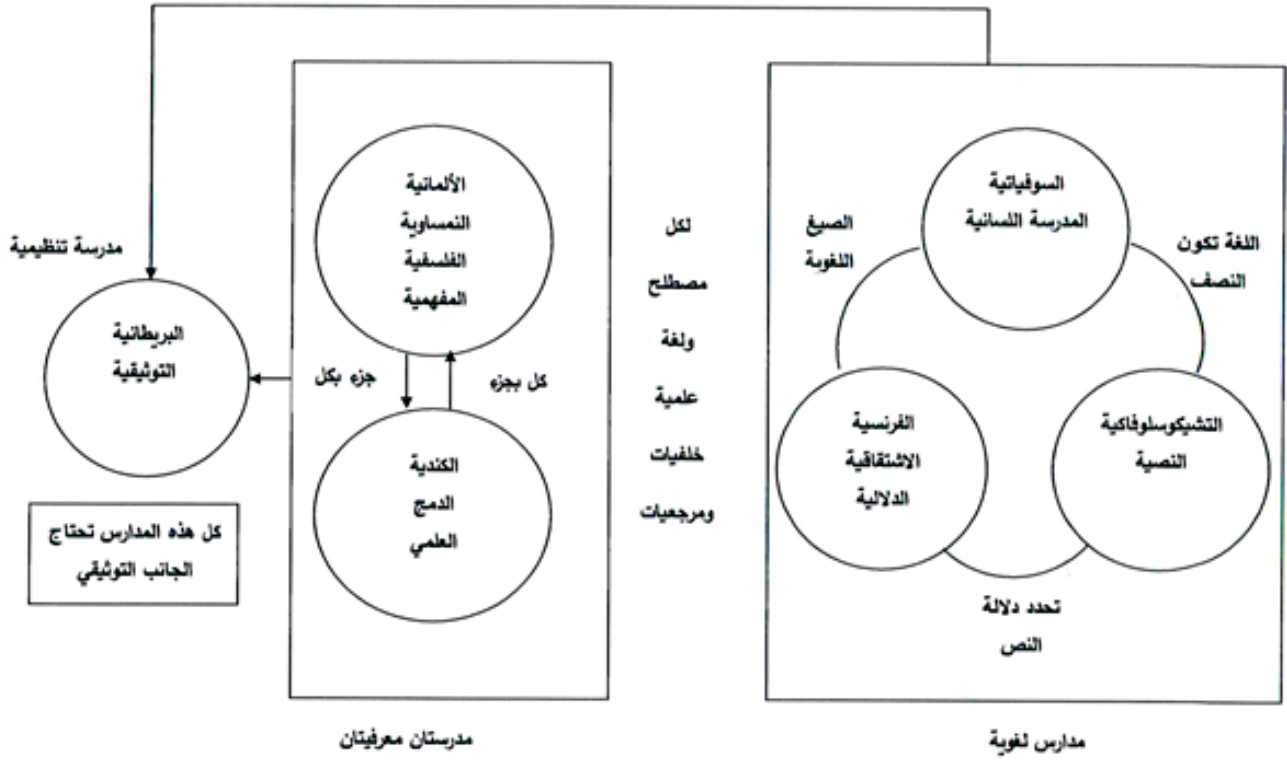 السوفياتية
المدرسة اللسانية
الصيغ
اللغوية
اللغة تكون
النصف
الفرنسية
الاشتقاقية
الدلالية
التشيكوسلوفاكية
النصية
تحدد دلالة
النص
مدارس لغوية
لكل
مصطلح
ولغة
علمية
خلفيات
ومرجعيات
الألمانية
النمساوية
الفلسفية
المفهمية
كل بجزء
جزء بكل
الكندية
الدمج
العلمي
مدرستان معرفيتان
مدرسة تنظيمية
البريطانية
التوثيقية
كل هذه المدارس تحتاج
الجانب التوثيقي